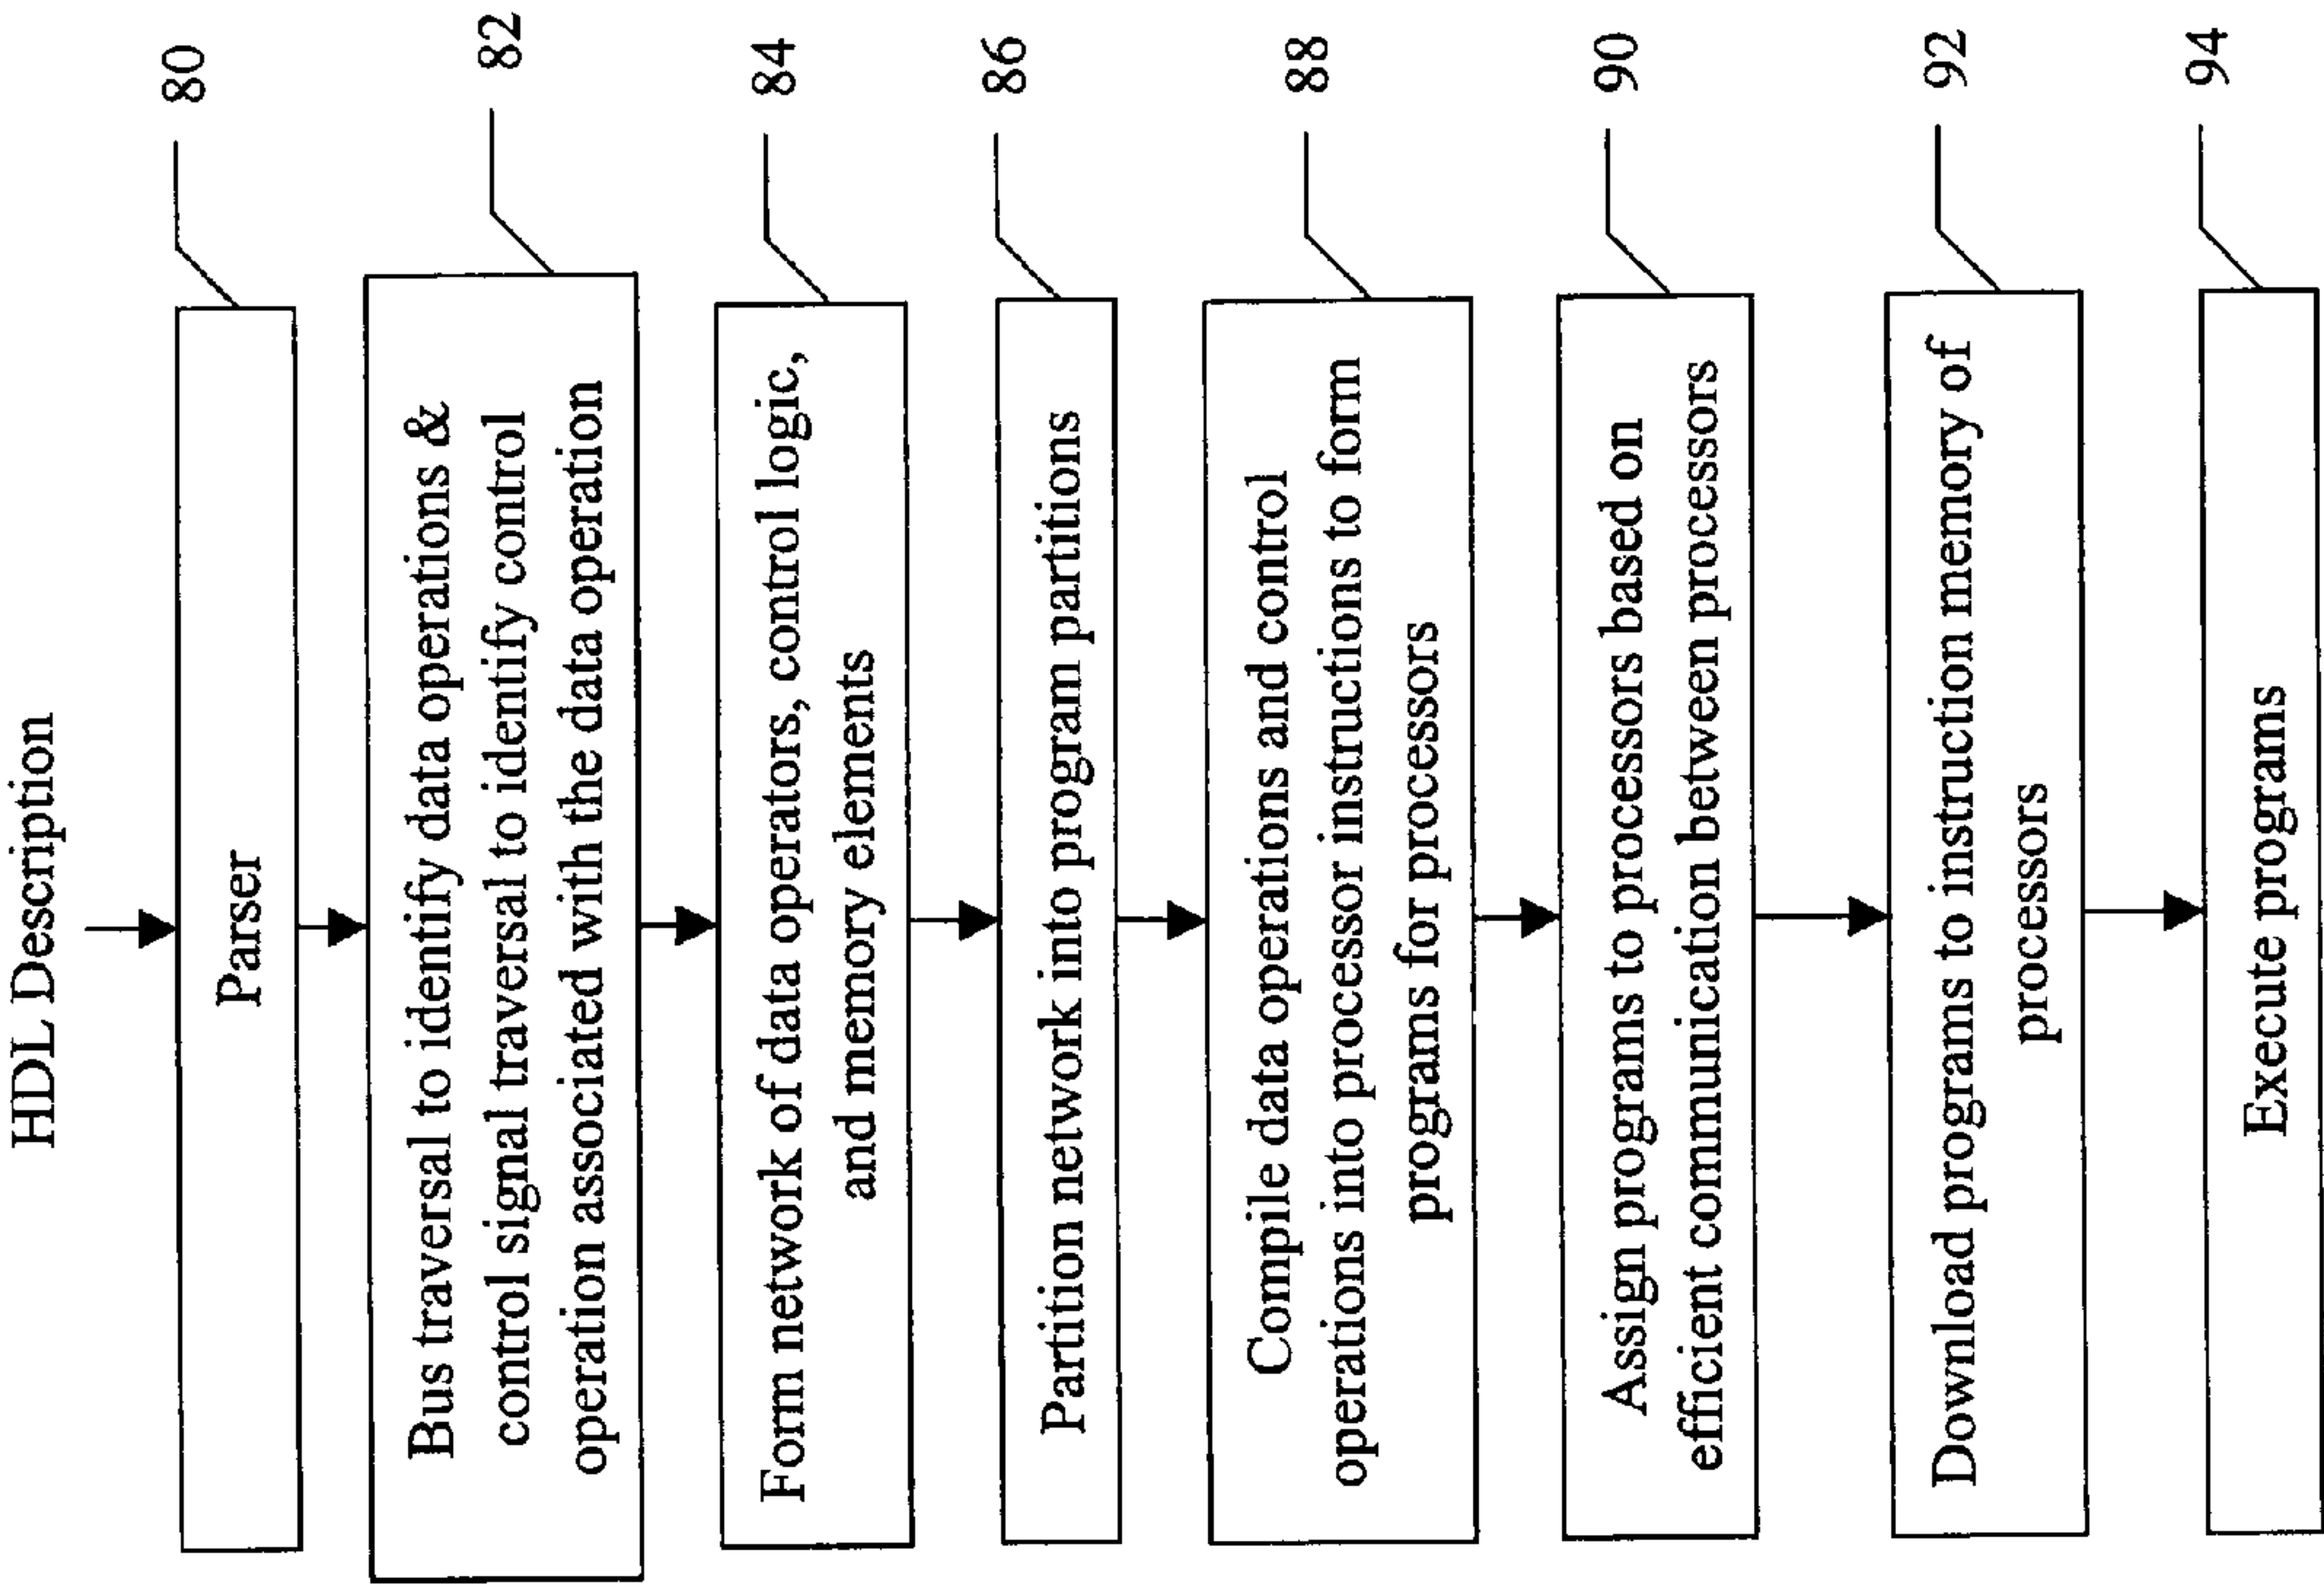 HDL Description
Parser
80
Bus traversal to identify data operations &
control signal traversal to identify control
operation associated with the data operation
82
Form network of data operators, control logic,
and memory elements
84
Partition network into program partitions
86
Compile data operations and control
operations into processor instructions to form
programs for processors
88
Assign programs to processors based on
efficient communication between processors
90
Download programs to instruction memory of
processors
92
Execute programs
94